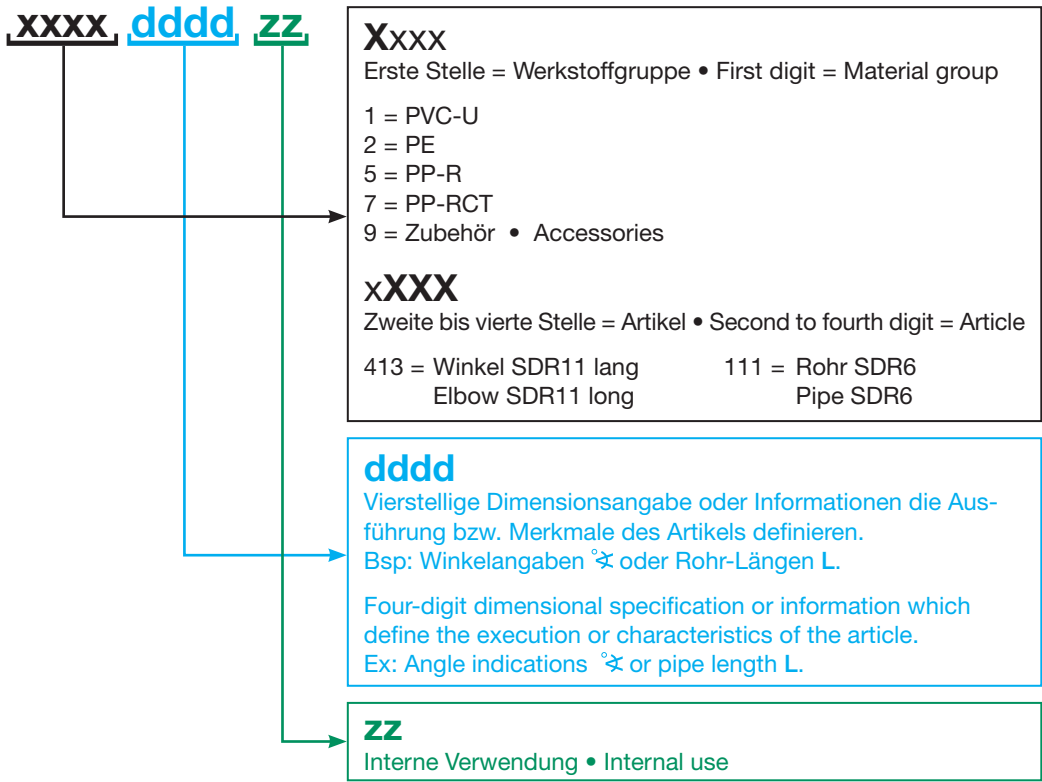 xxxx dddd zz
Xxxx
Erste Stelle = Werkstoffgruppe • First digit = Material group
1 = PVC-U
2 = PE
5 = PP-R
7 = PP-RCT
9 = Zubehör • Accessories
xXXX
Zweite bis vierte Stelle = Artikel • Second to fourth digit = Article
413 = Winkel SDR11 lang 111 = Rohr SDR6
Elbow SDR11 long Pipe SDR6
dddd
Vierstellige Dimensionsangabe oder Informationen die Aus-
führung bzw. Merkmale des Artikels definieren.
Bsp: Winkelangaben °∢ oder Rohr-Längen L.
Four-digit dimensional specification or information which
define the execution or characteristics of the article.
Ex: Angle indications °∢ or pipe length L.
zz
Interne Verwendung • Internal use